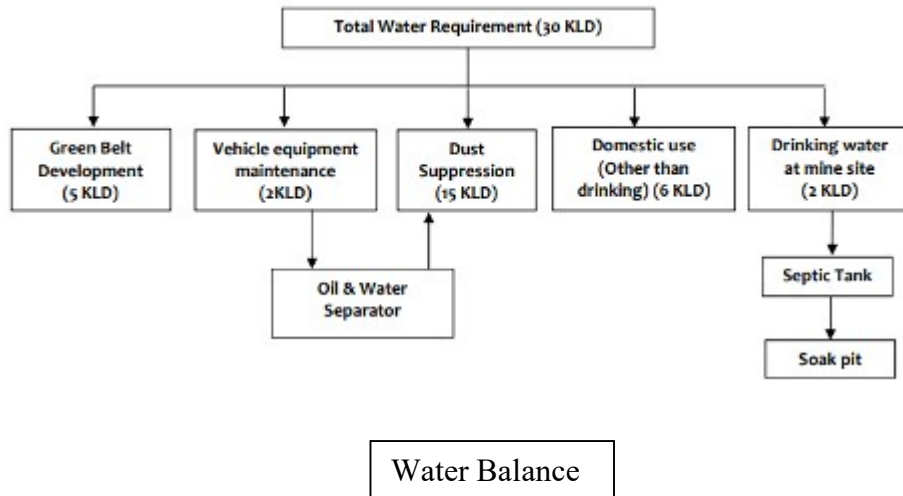 Total Water Requirement (30 KLD)
Green Belt
Development
(5 KLD)
Vehicle equipment
maintenance
(2KLD)
Dust
Suppression
(15 KLD)
Domestic use
(Other than
drinking) (6 KLD)
Drinking water
at mine site
(2 KLD)
Oil & Water
Separator
Septic Tank
Soak pit
Water Balance